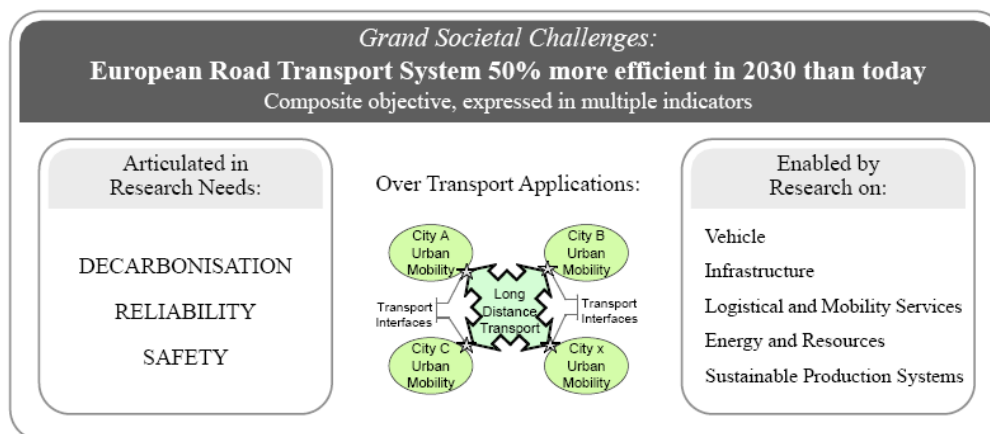 Grand Societal Challenges:
European Road Transport System 50% more efficient in 2030 than today
Composite objective, expressed in multiple indicators
Articulated in
Research Needs:
DECARBONISATION
RELIABILITY
SAFETY
Over Transport Applications:
City A
Urban
Mobility
City B
Urban
Mobility
Transport
Interfaces
Long
Distance
Transport
Transport
Interfaces
City C
Urban
Mobility
City x
Urban
Mobility
Enabled by
Research on:
Vehicle
Infrastructure
Logistical and Mobility Services
Energy and Resources
Sustainable Production Systems